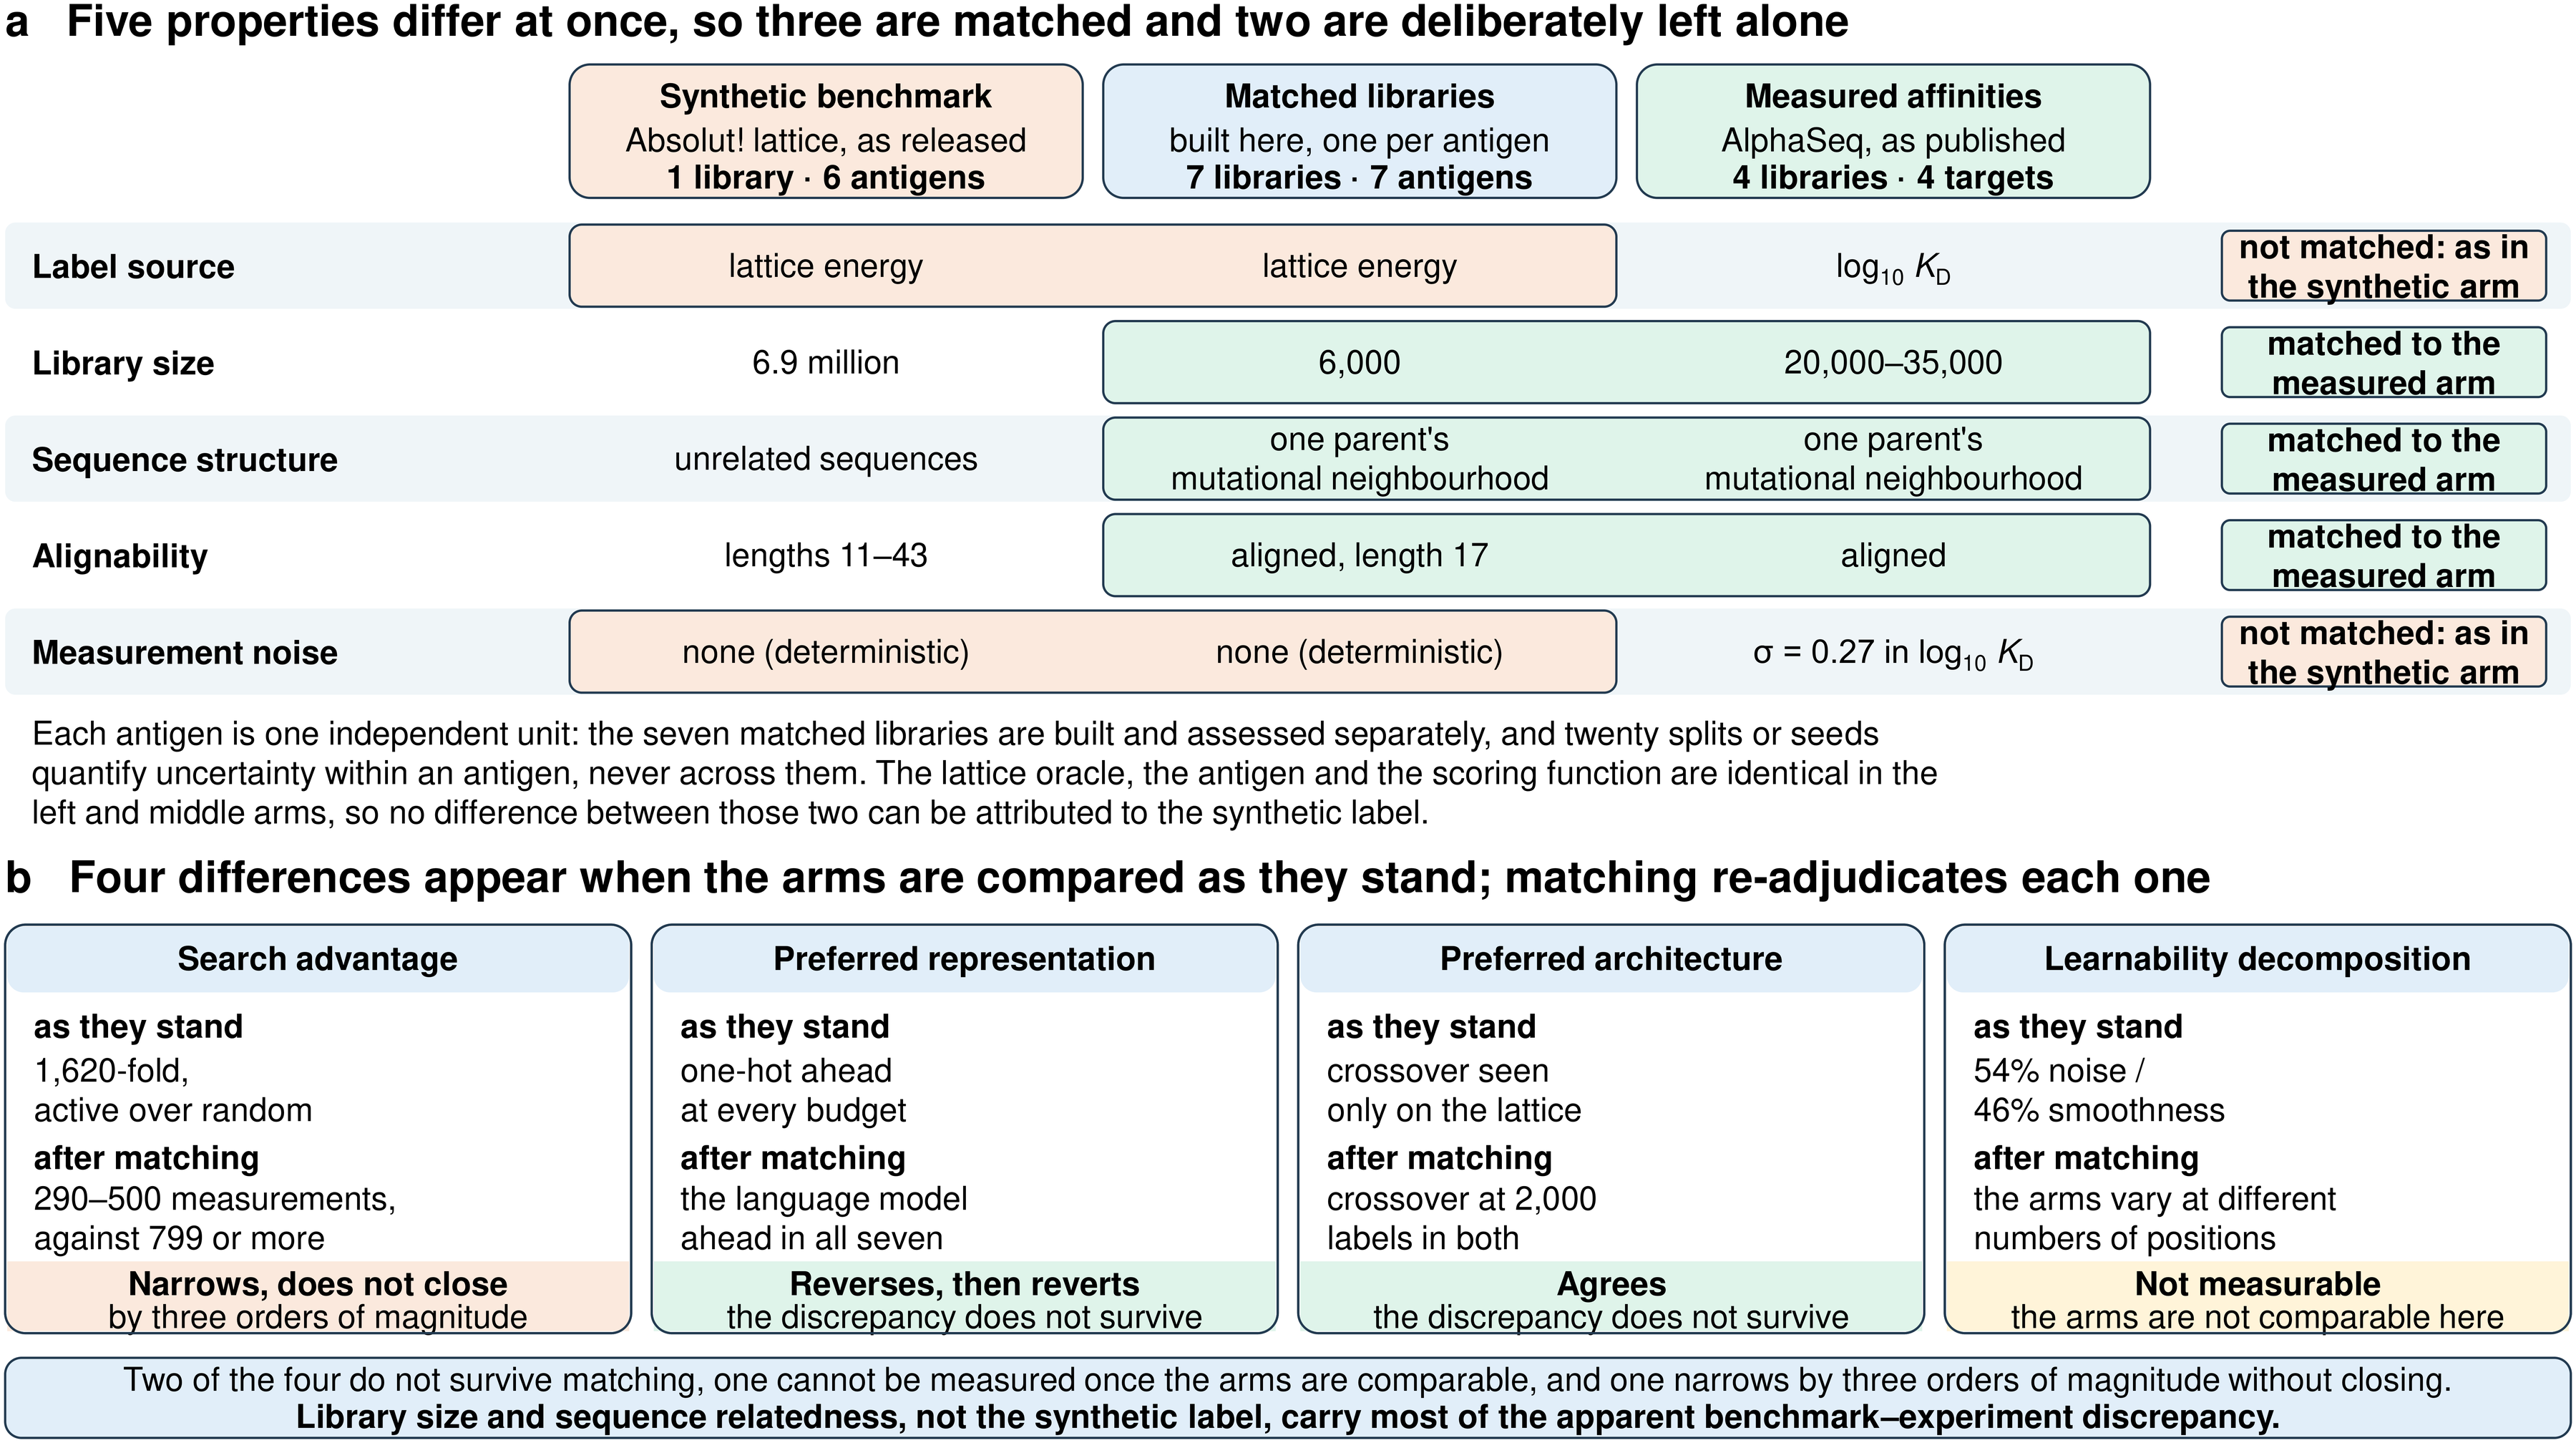 a Five properties differ at once, so three are matched and two are deliberately left alone
Synthetic benchmark
Absolut! lattice, as released
1 library · 6 antigens
Matched libraries
built here, one per antigen
7 libraries · 7 antigens
Measured affinities
AlphaSeq, as published
4 libraries · 4 targets
Label source
lattice energy
lattice energy
log10 KD
not matched: as in
the synthetic arm
Library size
6.9 million
6,000
20,000–35,000
matched to the
measured arm
Sequence structure
unrelated sequences
one parent's
mutational neighbourhood
one parent's
mutational neighbourhood
matched to the
measured arm
Alignability
lengths 11–43
aligned, length 17
aligned
matched to the
measured arm
Measurement noise
none (deterministic)
none (deterministic)
σ = 0.27 in log10 KD
not matched: as in
the synthetic arm
Each antigen is one independent unit: the seven matched libraries are built and assessed separately, and twenty splits or seeds
quantify uncertainty within an antigen, never across them. The lattice oracle, the antigen and the scoring function are identical in the
left and middle arms, so no difference between those two can be attributed to the synthetic label.
b Four differences appear when the arms are compared as they stand; matching re-adjudicates each one
Search advantage
as they stand
1,620-fold,
active over random
after matching
290–500 measurements,
against 799 or more
Narrows, does not close
by three orders of magnitude
Preferred representation
as they stand
one-hot ahead
at every budget
after matching
the language model
ahead in all seven
Reverses, then reverts
the discrepancy does not survive
Preferred architecture
as they stand
crossover seen
only on the lattice
after matching
crossover at 2,000
labels in both
Agrees
the discrepancy does not survive
Learnability decomposition
as they stand
54% noise /
46% smoothness
after matching
the arms vary at different
numbers of positions
Not measurable
the arms are not comparable here
Two of the four do not survive matching, one cannot be measured once the arms are comparable, and one narrows by three orders of magnitude without closing.
Library size and sequence relatedness, not the synthetic label, carry most of the apparent benchmark–experiment discrepancy.